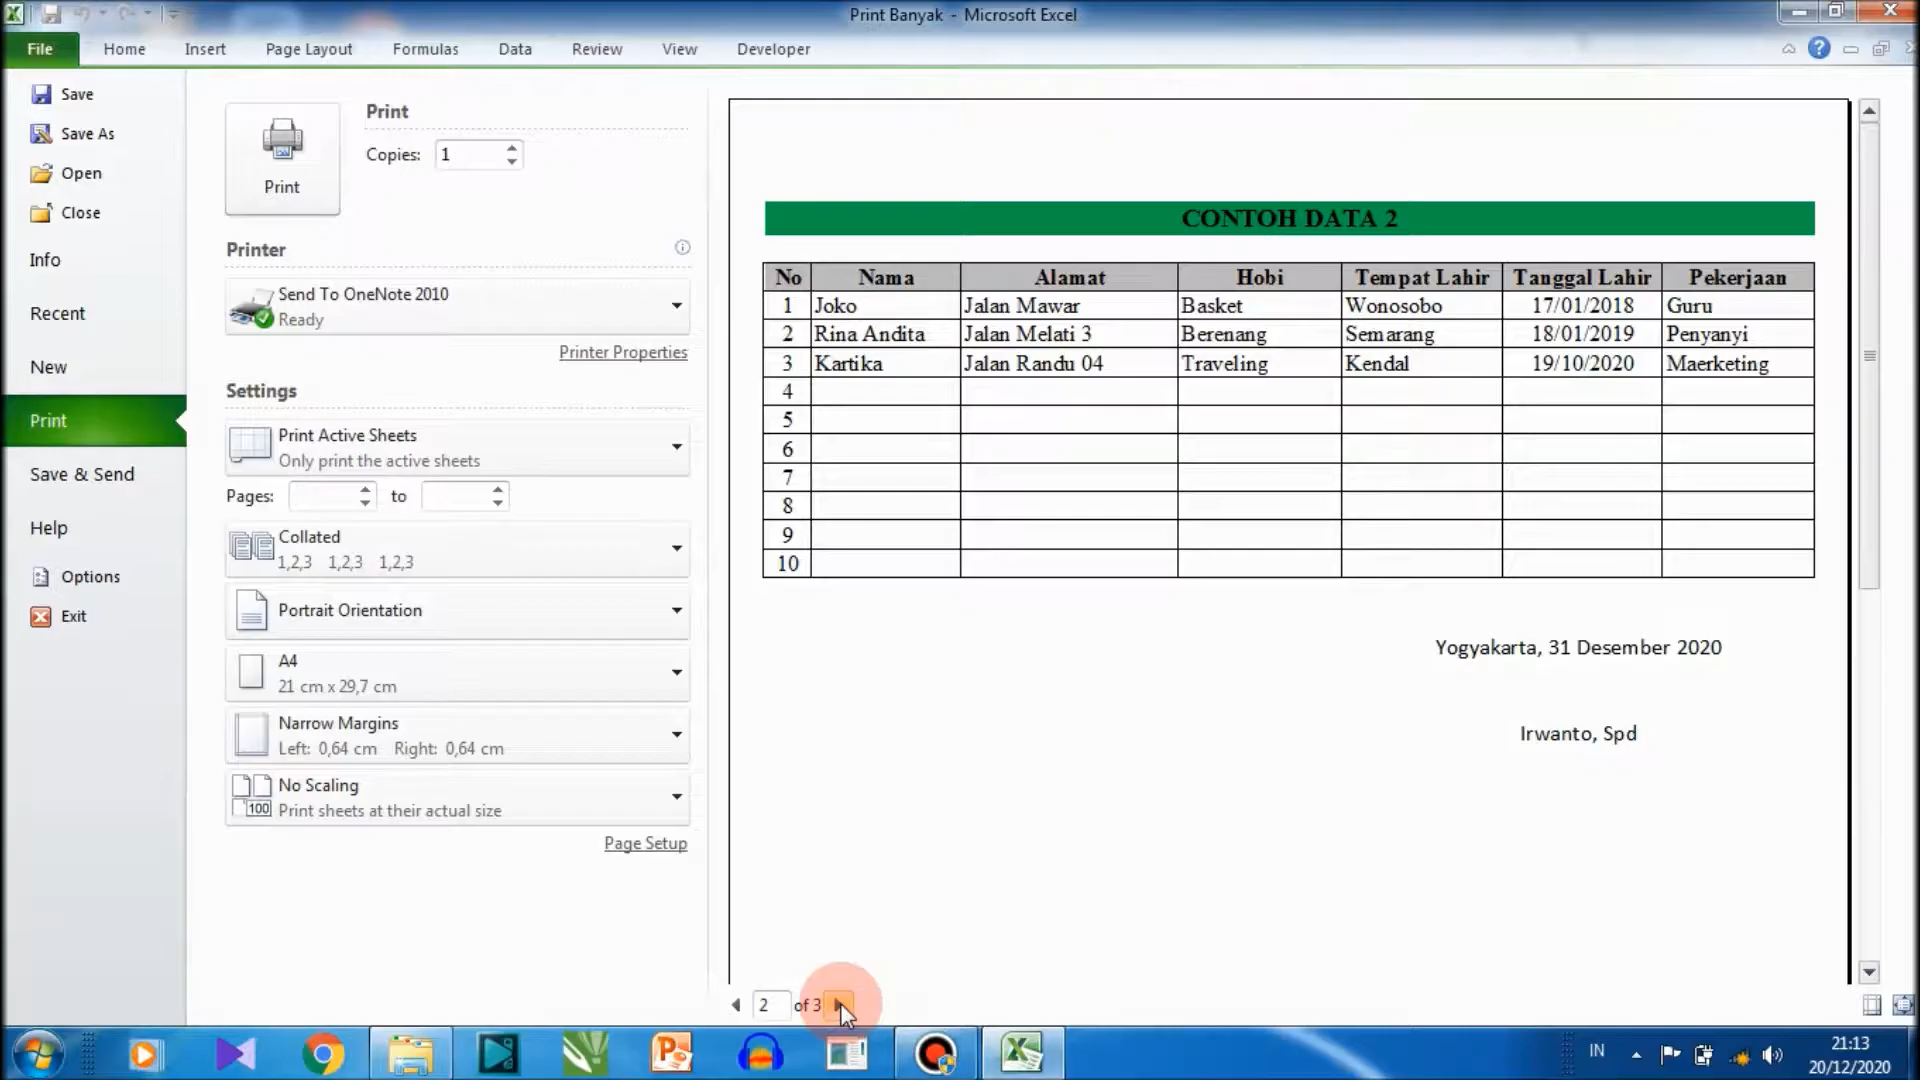 Print Banyak - Microsoft Excel
File Home Insert Page Layout Formulas Data Review View Developer
Save
Save As
Open
Close
Info
Recent
New
Print
Save & Send
Help
Options
Exit
Print
Print
Copies: 1
Printer
Send To OneNote 2010
Ready
Printer Properties
Settings
Print Active Sheets
Only print the active sheets
Pages: to
Collated
1,2,3 1,2,3 1,2,3
Portrait Orientation
A4
21 cm x 29,7 cm
Narrow Margins
Left: 0,64 cm Right: 0,64 cm
No Scaling
100
Print sheets at their actual size
Page Setup
CONTOH DATA 2
No Nama Alamat Hobi Tempat Lahir Tanggal Lahir Pekerjaan
1 Joko Jalan Mawar Basket Wonosobo 17/01/2018 Guru
2 Rina Andita Jalan Melati 3 Berenang Semarang 18/01/2019 Penyanyi
3 Kartika Jalan Randu 04 Traveling Kendal 19/10/2020 Maerketing
4
5
6
7
8
9
10
Yogyakarta, 31 Desember 2020
Irwanto, Spd
2 of 3
IN
21:13
20/12/2020